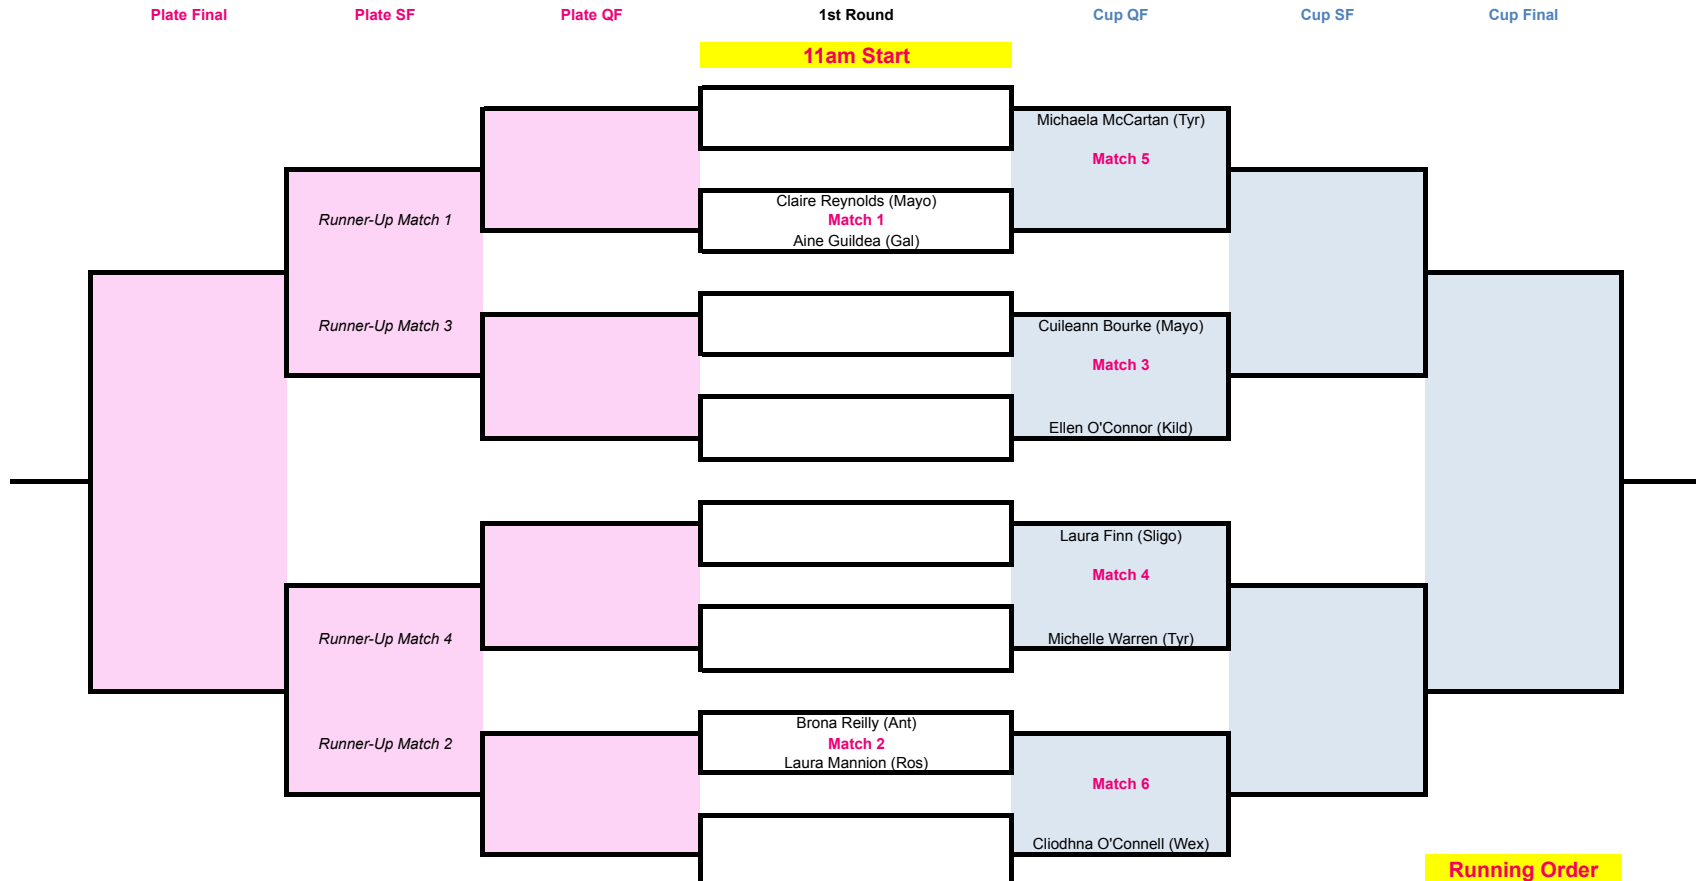 Plate Final Plate SF Plate QF 1st Round Cup QF Cup SF Cup Final
11am Start
Michaela McCartan (Tyr)
Match 5
Claire Reynolds (Mayo)
Runner-Up Match 1 Match 1
Aine Guildea (Gal)
Runner-Up Match 3 Cuileann Bourke (Mayo)
Match 3
Ellen O'Connor (Kild)
Laura Finn (Sligo)
Match 4
Runner-Up Match 4 Michelle Warren (Tyr)
Brona Reilly (Ant)
Runner-Up Match 2 Match 2
Laura Mannion (Ros)
Match 6
Cliodhna O'Connell (Wex)
Running Order